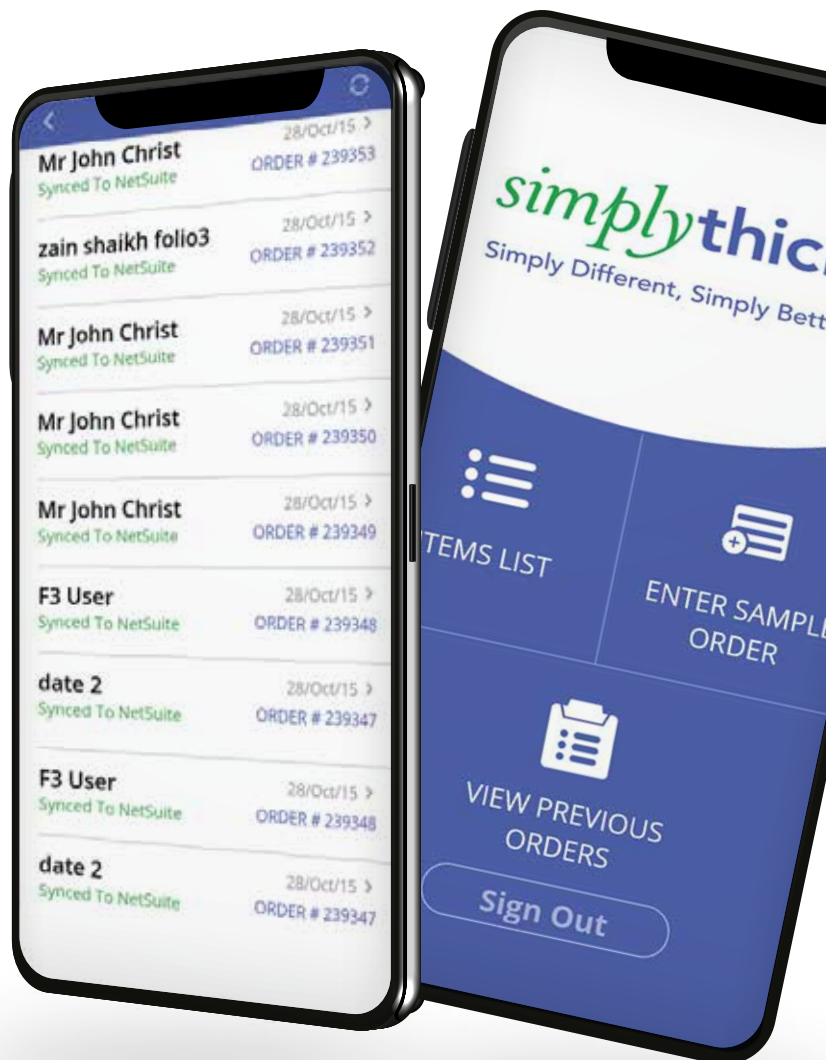 Mr John Christ
Synced To NetSuite
28/Oct/15
ORDER # 239353
zain shaikh folio3
Synced To NetSuite
28/Oct/15
ORDER # 239352
Mr John Christ
Synced To NetSuite
28/Oct/15
ORDER # 239351
Mr John Christ
Synced To NetSuite
28/Oct/15
ORDER # 239350
Mr John Christ
Synced To NetSuite
28/Oct/15
ORDER # 239349
F3 User
Synced To NetSuite
28/Oct/15
ORDER # 239348
date 2
Synced To NetSuite
28/Oct/15
ORDER # 239347
F3 User
Synced To NetSuite
28/Oct/15
ORDER # 239348
date 2
Synced To NetSuite
28/Oct/15
ORDER # 239347
simplythic
Simply Different, Simply Bett
TEMS LIST
ENTER SAMPLE
ORDER
VIEW PREVIOUS
ORDERS
Sign Out